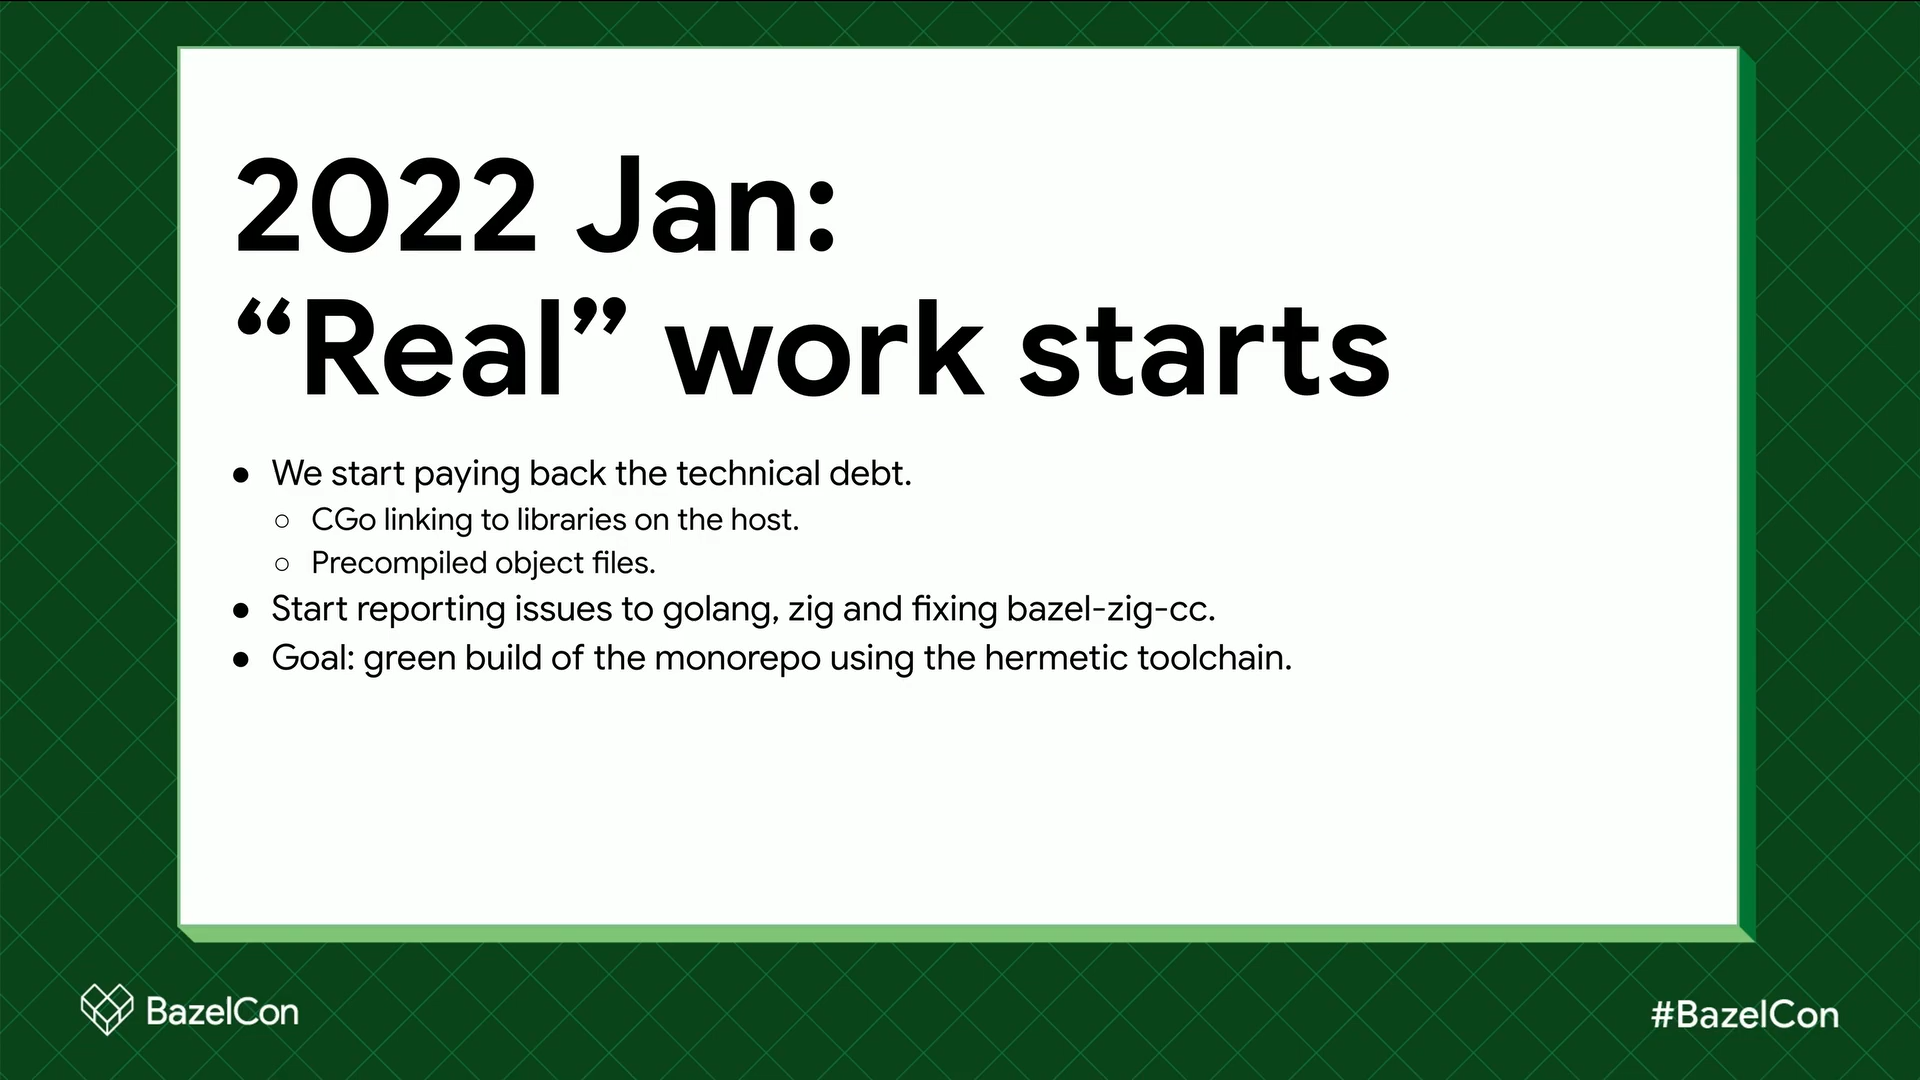 2022 Jan:
“Real” work starts
● We start paying back the technical debt.
○ CGo linking to libraries on the host.
○ Precompiled object files.
● Start reporting issues to golang, zig and fixing bazel-zig-cc.
● Goal: green build of the monorepo using the hermetic toolchain.
BazelCon
#BazelCon